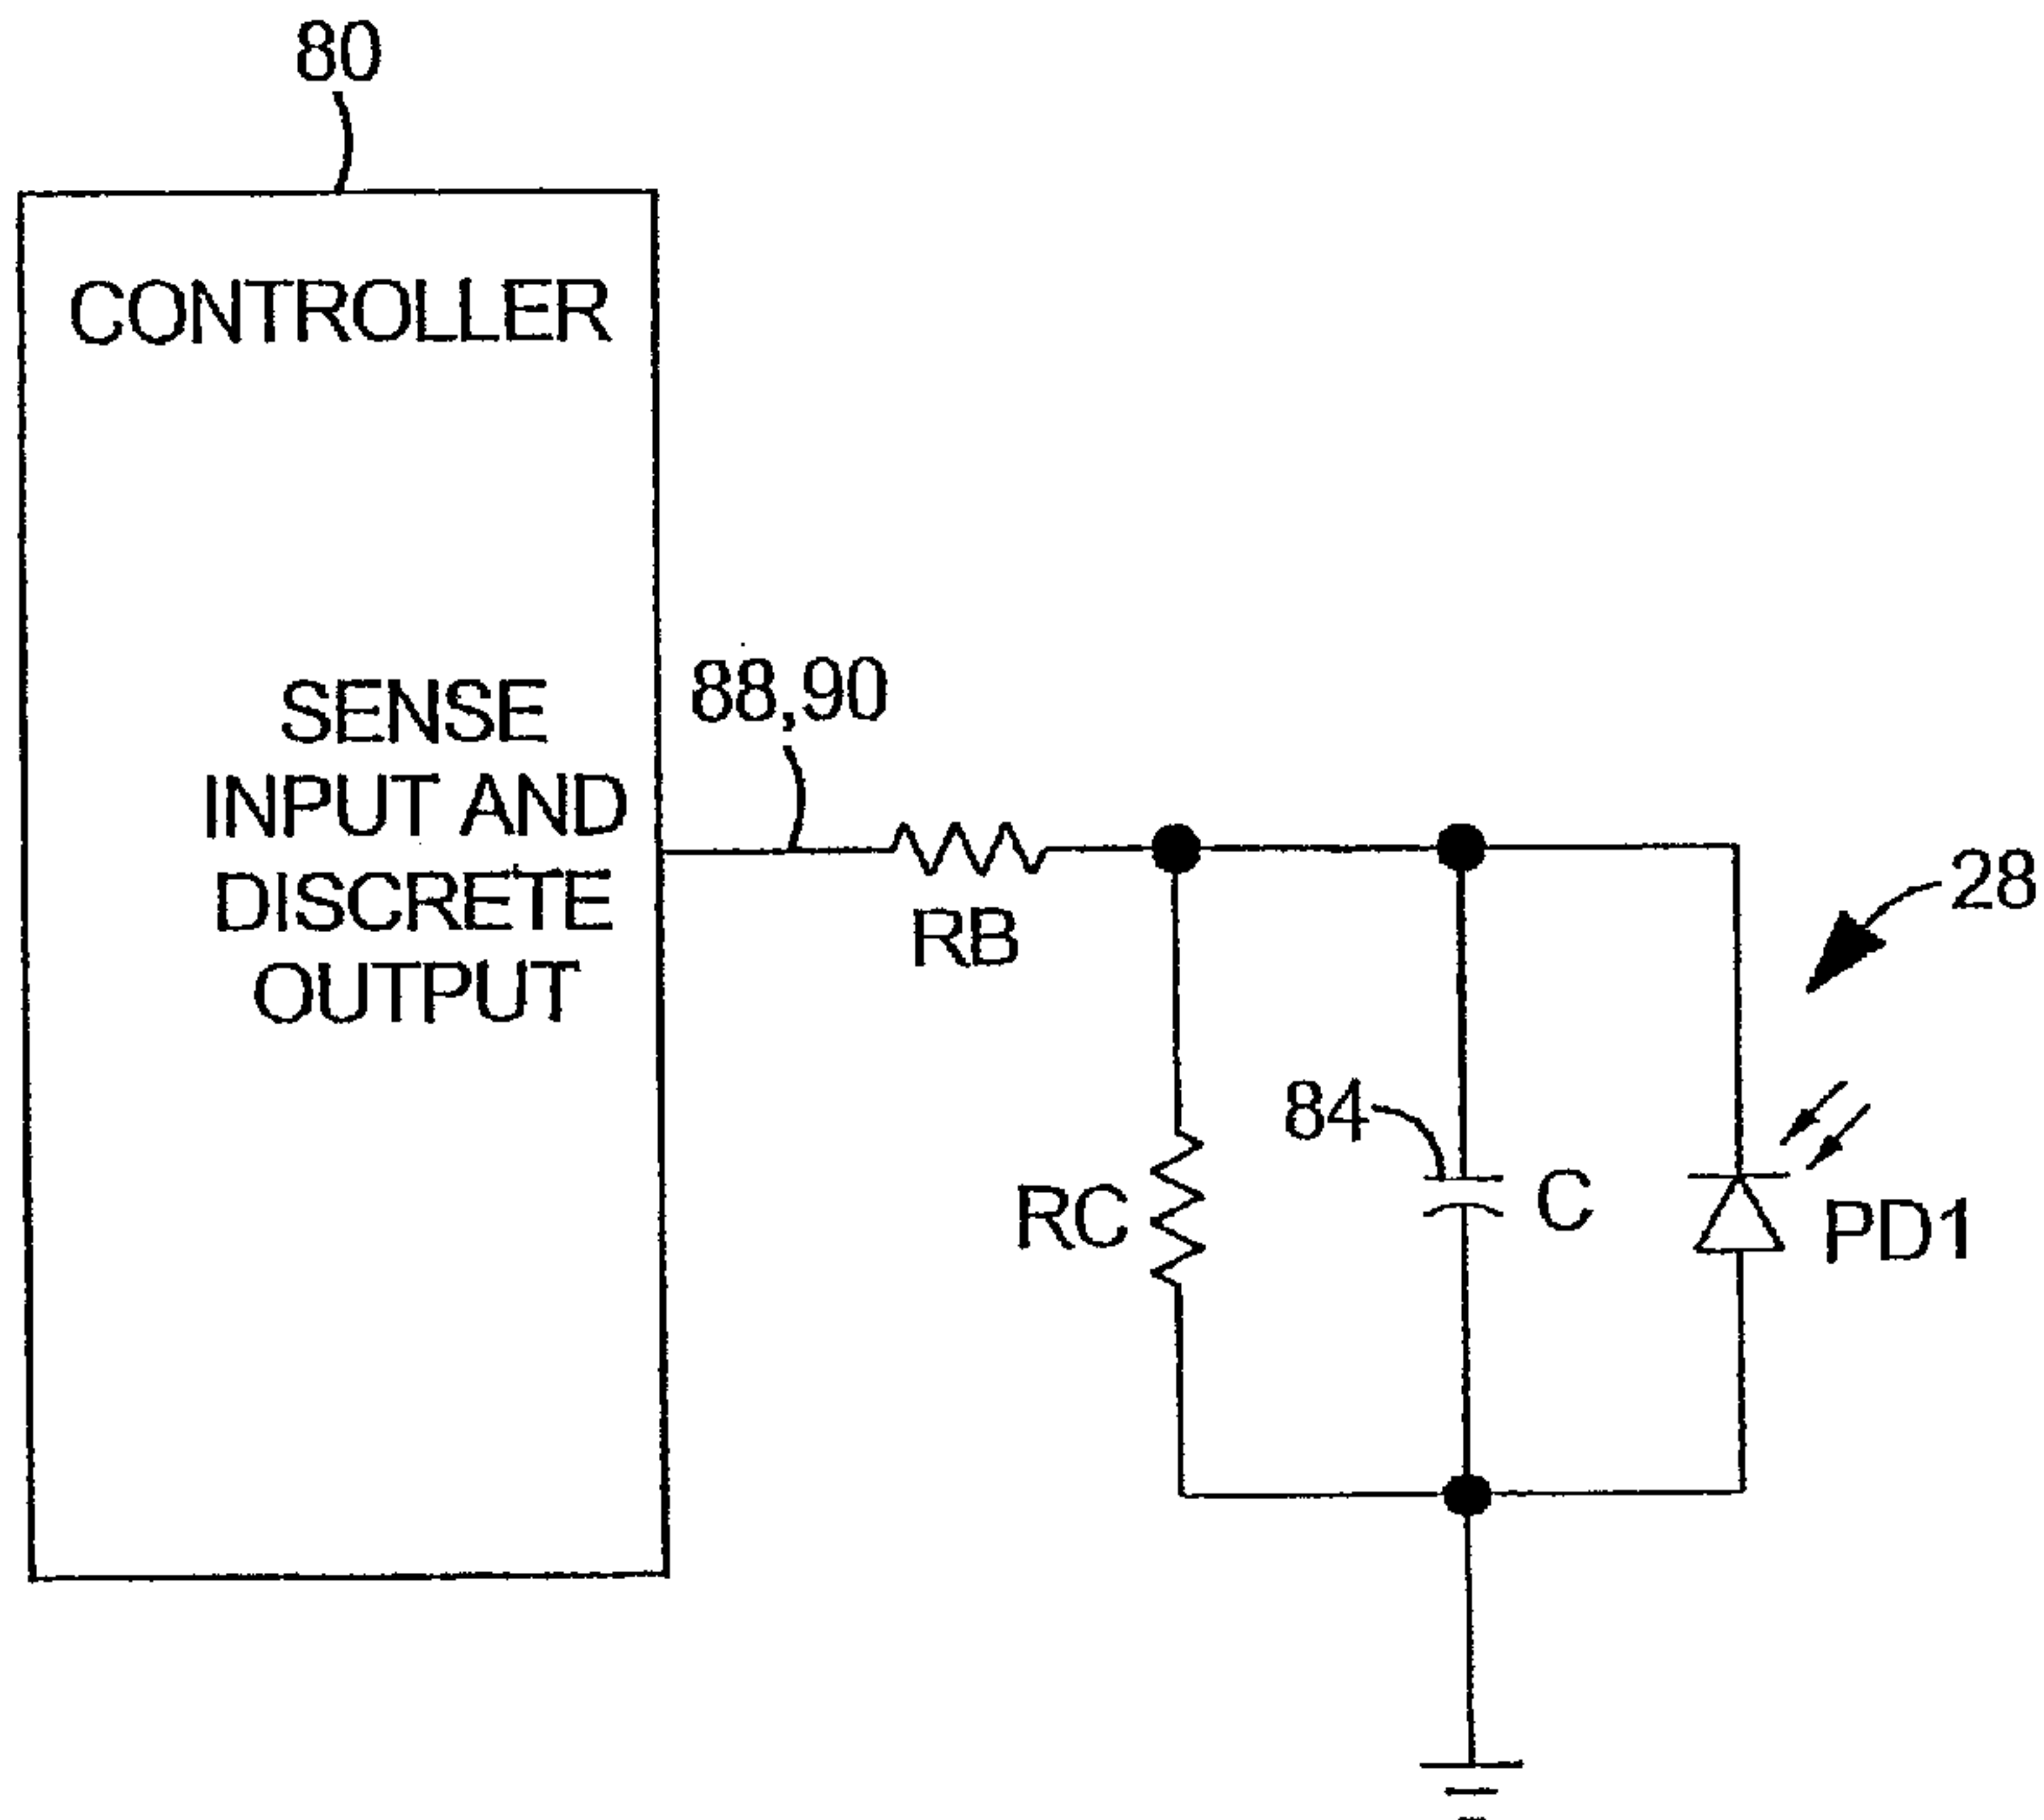 80
CONTROLLER
SENSE
INPUT AND
DISCRETE
OUTPUT
88,90
RB
28
84
RC
C
PD1